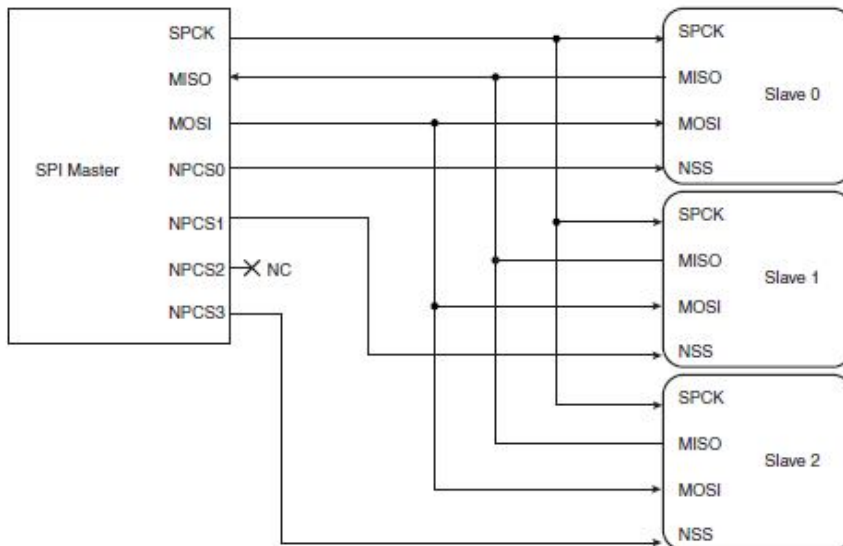 SPI Master
SPCK
MISO
MOSI
NPCS0
NPCS1
NPCS2
NC
NPCS3
SPCK
MISO
Slave 0
MOSI
NSS
SPCK
MISO
Slave 1
MOSI
NSS
SPCK
MISO
Slave 2
MOSI
NSS